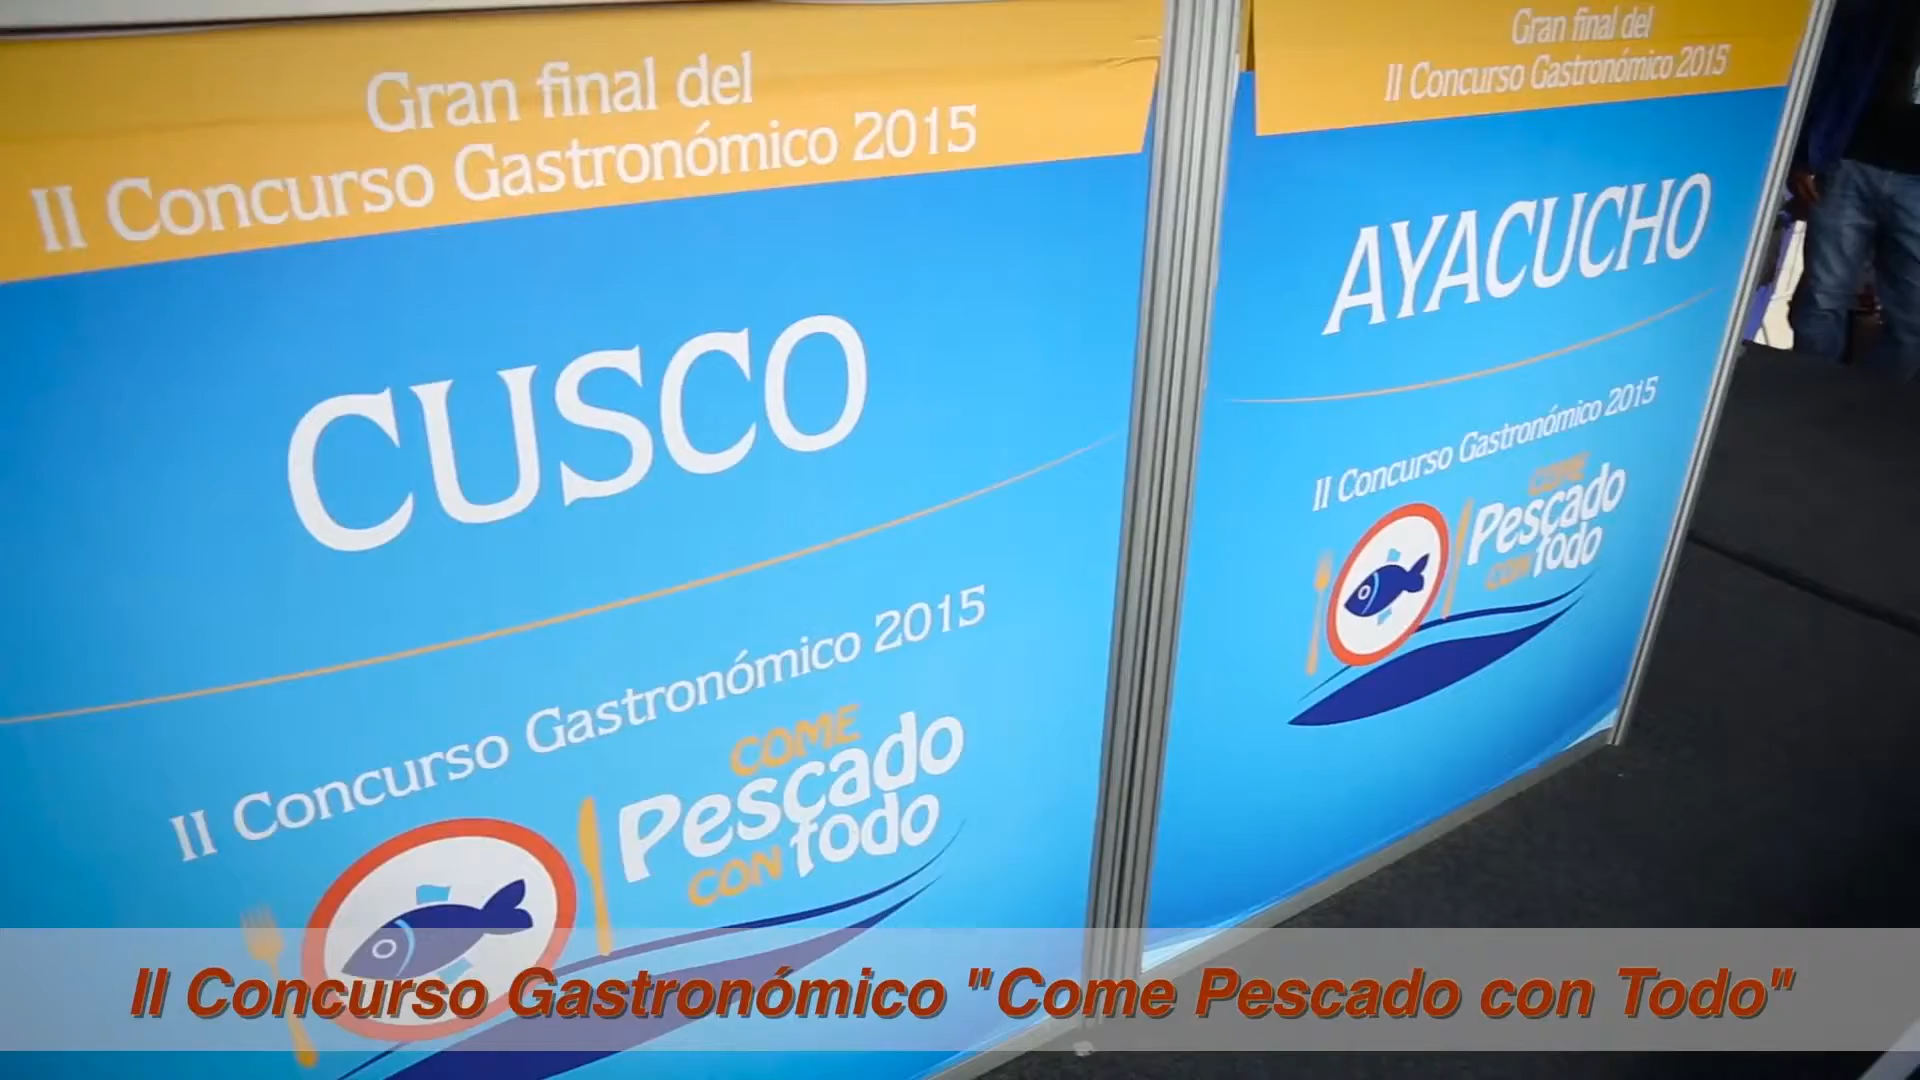 Gran final del
II Concurso Gastronómico 2015
CUSCO
II Concurso Gastronómico 2015
COME
Pescado
CON Todo
Gran final del
II Concurso Gastronómico 2015
AYACUCHO
II Concurso Gastronómico 2015
COME
Pescado
CON Todo
II Concurso Gastronómico "Come Pescado con Todo"